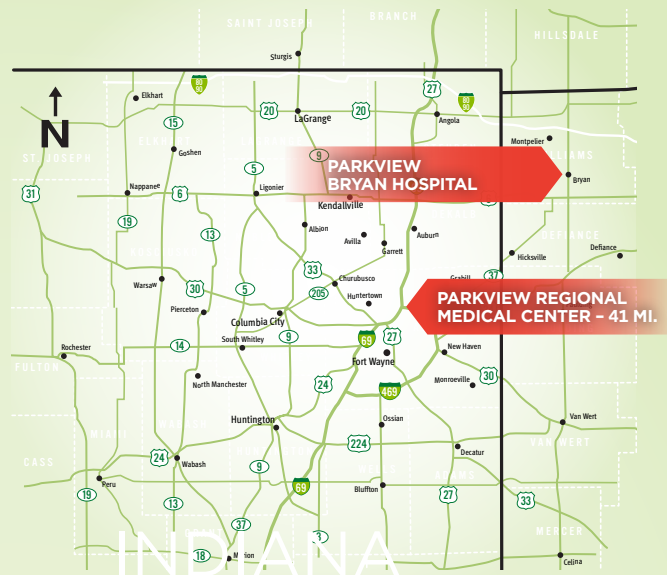 SAINT JOSEPH
BRANCH
HILLSDALE
Sturgis
80
90
27
80
90
Elkhart
20
LaGrange
20
Angola
N
15
Goshen
Montpelier
ST. JOSEPH
9
PARKVIEW
BRYAN HOSPITAL
5
Bryan
31
Nappanee
6
Ligonier
Kendallville
19
13
Albion
Avilla
Auburn
Garrett
DEFIANCE
Defiance
Hicksville
33
37
Warsaw
30
5
Churubusco
205
Huntertown
PARKVIEW REGIONAL
MEDICAL CENTER – 41 MI.
Pierceton
Columbia City
9
69
27
14
South Whitley
New Haven
Rochester
Fort Wayne
FULTON
30
North Manchester
24
469
Monroeville
Huntington
Ossian
Van Wert
MIAMI
VAN WERT
224
Decatur
CASS
24
Wabash
9
Peru
69
Bluffton
19
13
27
33
37
MERCER
INDIANA
3
18
Marion
Celina